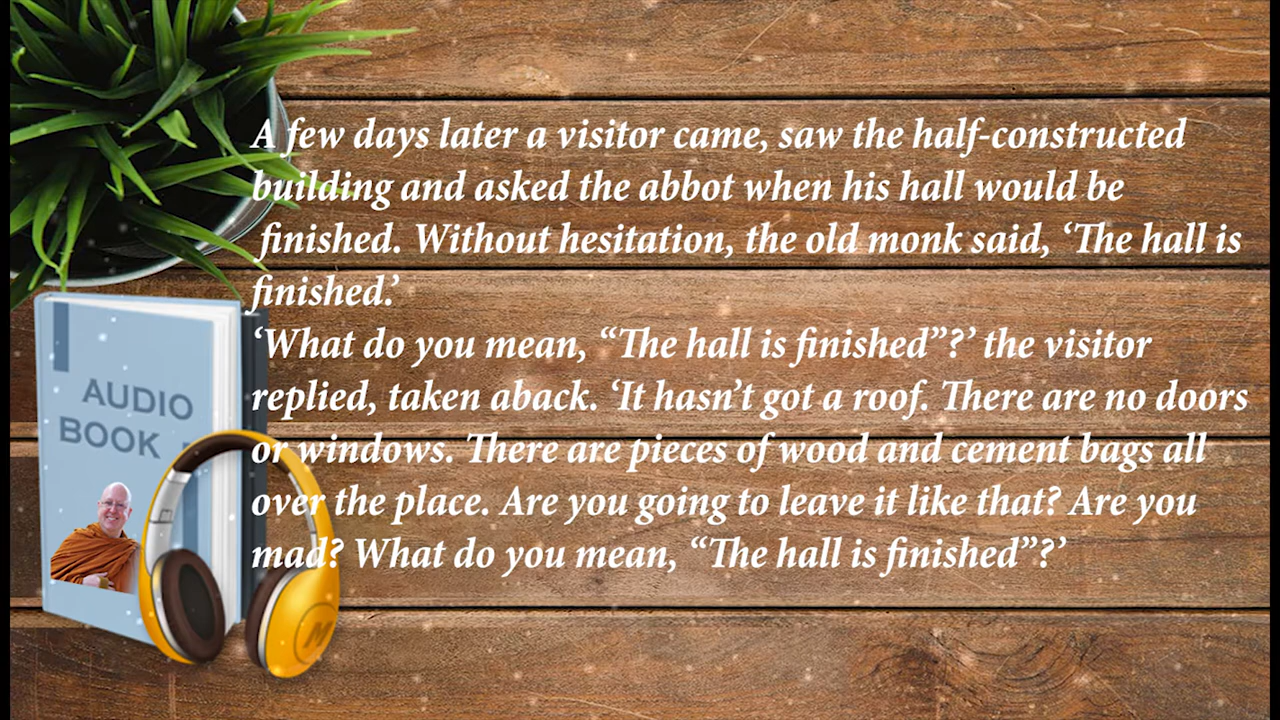 A few days later a visitor came, saw the half-constructed
building and asked the abbot when his hall would be
finished. Without hesitation, the old monk said, ‘The hall is
finished.’
‘What do you mean, “The hall is finished”?’ the visitor
replied, taken aback. ‘It hasn’t got a roof. There are no doors
or windows. There are pieces of wood and cement bags all
over the place. Are you going to leave it like that? Are you
mad? What do you mean, “The hall is finished”?’
AUDIO
BOOK
M